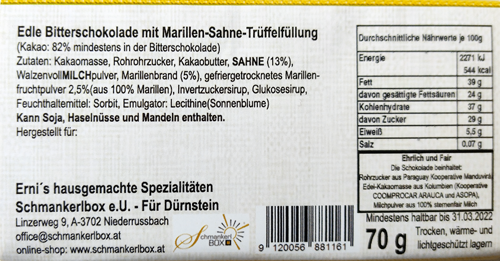 Edle Bitterschokolade mit Marillen-Sahne-Trüffelfüllung
(Kakao: 82% mindestens in der Bitterschokolade)
Zutaten: Kakaomasse, Rohrohrzucker, Kakaobutter, SAHNE (13%),
WalzenvollMILCHpulver, Marillenbrand (5%), gefriergetrocknetes Marillen-
fruchtpulver 2,5%(aus 100% Marillen), Invertzuckersirup, Glukosesirup,
Feuchthaltemittel: Sorbit, Emulgator: Lecithine(Sonnenblume)
Kann Soja, Haselnüsse und Mandeln enthalten.
Hergestellt für:
Erni´s hausgemachte Spezialitäten
Schmankerlbox e.U. - Für Dürnstein
Linzerweg 9, A-3702 Niederrussbach
office@schmankerlbox.at
online-shop: www.schmankerlbox.at
Schmankerl
BOX
9 120056 881161
Durchschnittliche Nährwerte je 100g
Energie 2271 kJ
544 kcal
Fett 39 g
davon gesättigte Fettsäuren 24 g
Kohlenhydrate 37 g
davon Zucker 29 g
Eiweiß 5,5 g
Salz 0,07 g
Ehrlich und Fair
Die Schokolade beinhaltet:
Rohrzucker aus Paraguay Kooperative Manduvirá
Edel-Kakaomasse aus Kolumbien (Cooperative
COOMPROCAR ARAUCA und ASOPA),
Milchpulver aus 100% steirischer Milch
Mindestens haltbar bis 31.03.2022
70 g Trocken, wärme- und
lichtgeschützt lagern